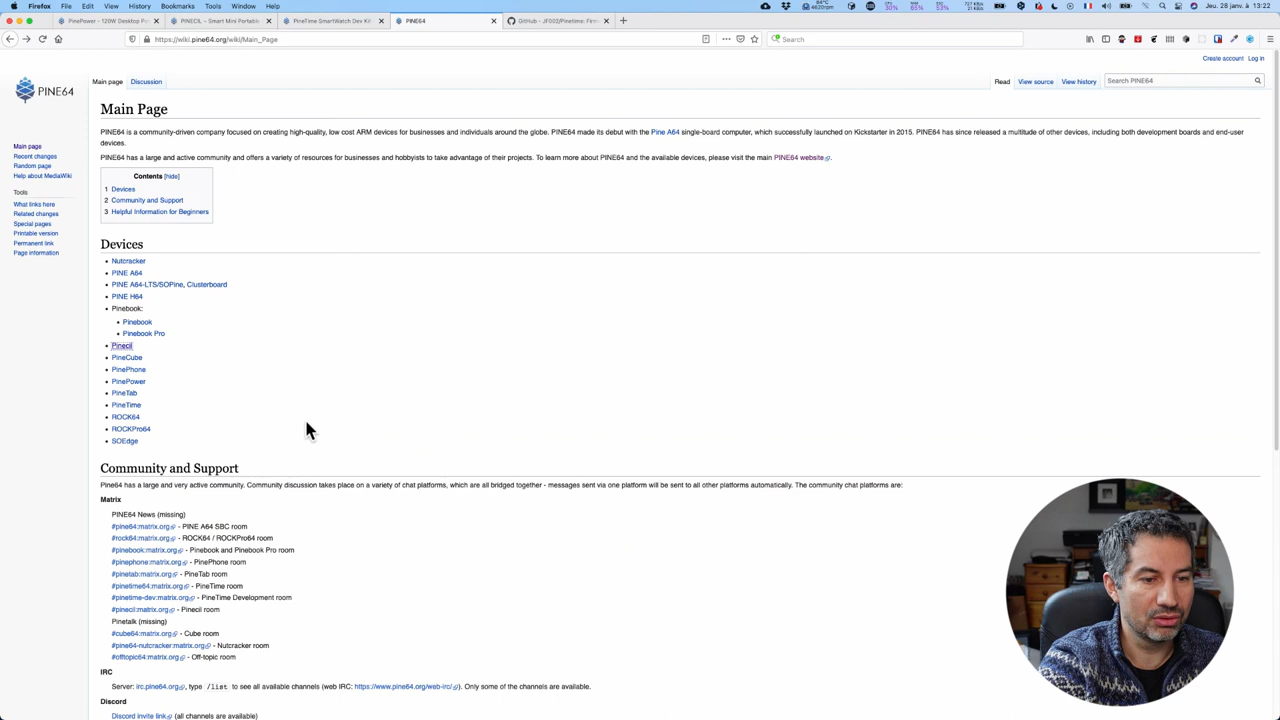 Firefox File Edit View History Bookmarks Tools Window Help Jeu. 28 janv. à 13:22
PinePower - 120W Desktop Po PINECIL – Smart Mini Portabl PineTime SmartWatch Dev Kit PINE64 GitHub - JF002/Pinetime: Firm
https://wiki.pine64.org/wiki/Main_Page Search
Create account Log in
Main page Discussion Read View source View history Search PINE64
PINE64
Main Page
PINE64 is a community-driven company focused on creating high-quality, low cost ARM devices for businesses and individuals around the globe. PINE64 made its debut with the Pine A64 single-board computer, which successfully launched on Kickstarter in 2015. PINE64 has since released a multitude of other devices, including both development boards and end-user
devices.
PINE64 has a large and active community and offers a variety of resources for businesses and hobbyists to take advantage of their projects. To learn more about PINE64 and the available devices, please visit the main PINE64 website.
Main page
Recent changes
Random page
Help about MediaWiki
Tools
What links here
Related changes
Special pages
Printable version
Permanent link
Page information
Contents [hide]
1 Devices
2 Community and Support
3 Helpful Information for Beginners
Devices
Nutcracker
PINE A64
PINE A64-LTS/SOPine, Clusterboard
PINE H64
Pinebook:
Pinebook
Pinebook Pro
Pinecil
PineCube
PinePhone
PinePower
PineTab
PineTime
ROCK64
ROCKPro64
SOEdge
Community and Support
Pine64 has a large and very active community. Community discussion takes place on a variety of chat platforms, which are all bridged together - messages sent via one platform will be sent to all other platforms automatically. The community chat platforms are:
Matrix
PINE64 News (missing)
#pine64:matrix.org - PINE A64 SBC room
#rock64:matrix.org - ROCK64 / ROCKPro64 room
#pinebook:matrix.org - Pinebook and Pinebook Pro room
#pinephone:matrix.org - PinePhone room
#pinetab:matrix.org - PineTab room
#pinetime64:matrix.org - PineTime room
#pinetime-dev:matrix.org - PineTime Development room
#pinecil:matrix.org - Pinecil room
Pinetalk (missing)
#cube64:matrix.org - Cube room
#pine64-nutcracker:matrix.org - Nutcracker room
#offtopic64:matrix.org - Off-topic room
IRC
Server: irc.pine64.org, type /list to see all available channels (web IRC: https://www.pine64.org/web-irc/). Only some of the channels are available.
Discord
Discord invite link (all channels are available)